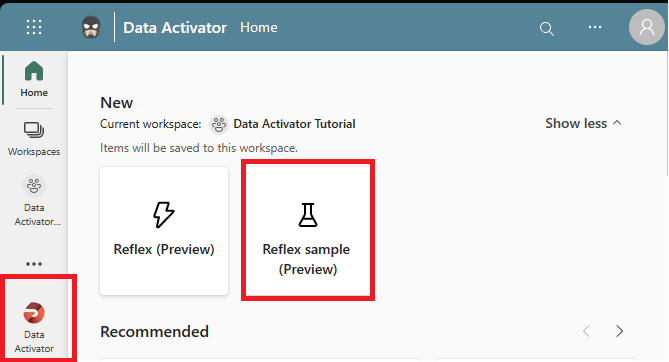 Data Activator Home
Home
Workspaces
Data
Activator...
Data
Activator
New
Current workspace: Data Activator Tutorial
Show less
Items will be saved to this workspace.
Reflex (Preview)
Reflex sample
(Preview)
Recommended